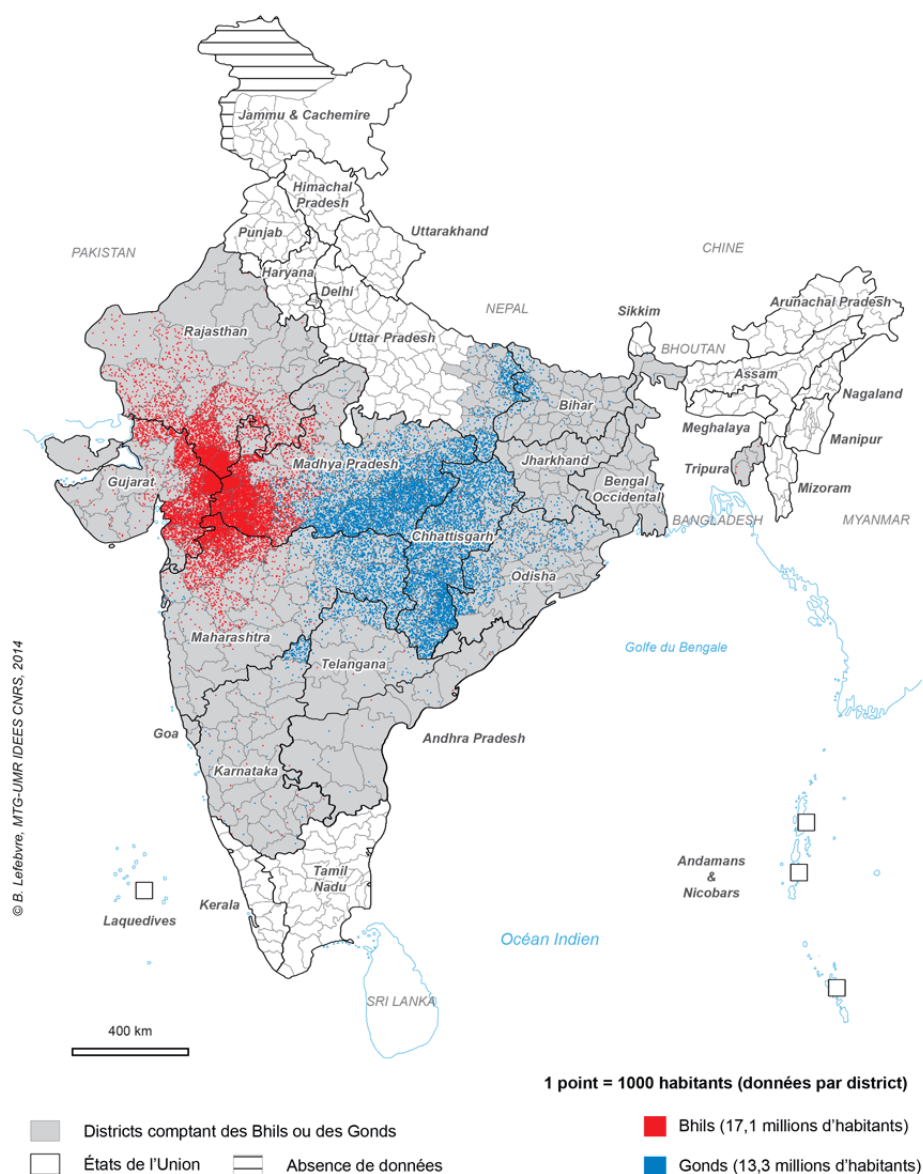 Jammu & Cachemire
Himachal
Pradesh
Punjab
Uttarakhand
PAKISTAN
CHINE
Haryana
Delhi
NEPAL
Sikkim
Arunachal Pradesh
Rajasthan
Uttar Pradesh
BHOUTAN
Assam
Nagaland
Bihar
Meghalaya
Manipur
Madhya Pradesh
Jharkhand
Tripura
Gujarat
Bengal
Occidental
Mizoram
BANGLADESH
MYANMAR
Chhattisgarh
Odisha
Maharashtra
Golfe du Bengale
Telangana
Goa
Andhra Pradesh
Karnataka
Tamil
Nadu
Andamans
&
Nicobars
Kerala
Laquedives
Océan Indien
SRI LANKA
© B. Lefebvre, MTG-UMR IDEES CNRS, 2014
400 km
1 point = 1000 habitants (données par district)
Districts comptant des Bhils ou des Gonds
Bhils (17,1 millions d’habitants)
États de l’Union
Absence de données
Gonds (13,3 millions d’habitants)